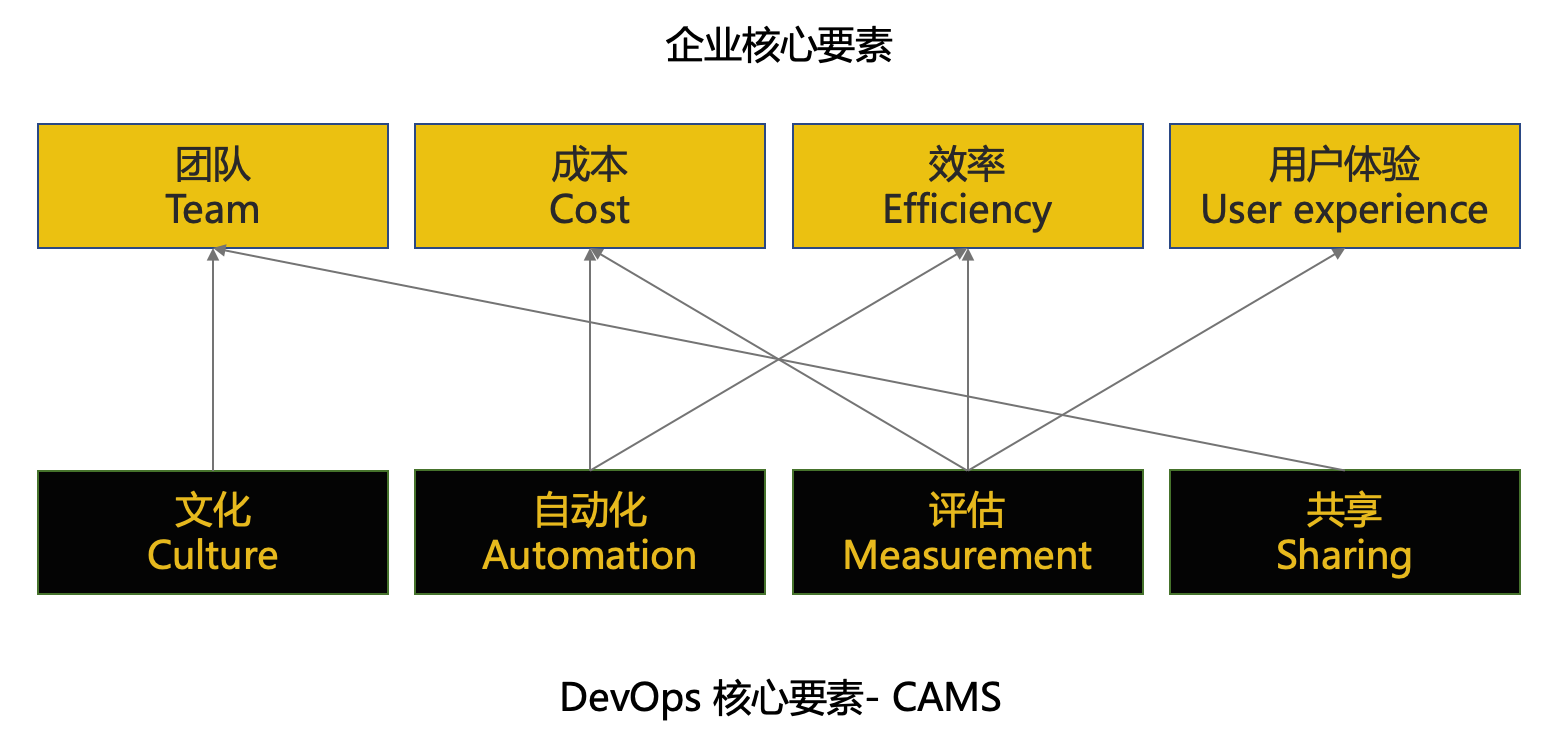 企业核心要素
团队
Team
成本
Cost
效率
Efficiency
用户体验
User experience
文化
Culture
自动化
Automation
评估
Measurement
共享
Sharing
DevOps 核心要素- CAMS